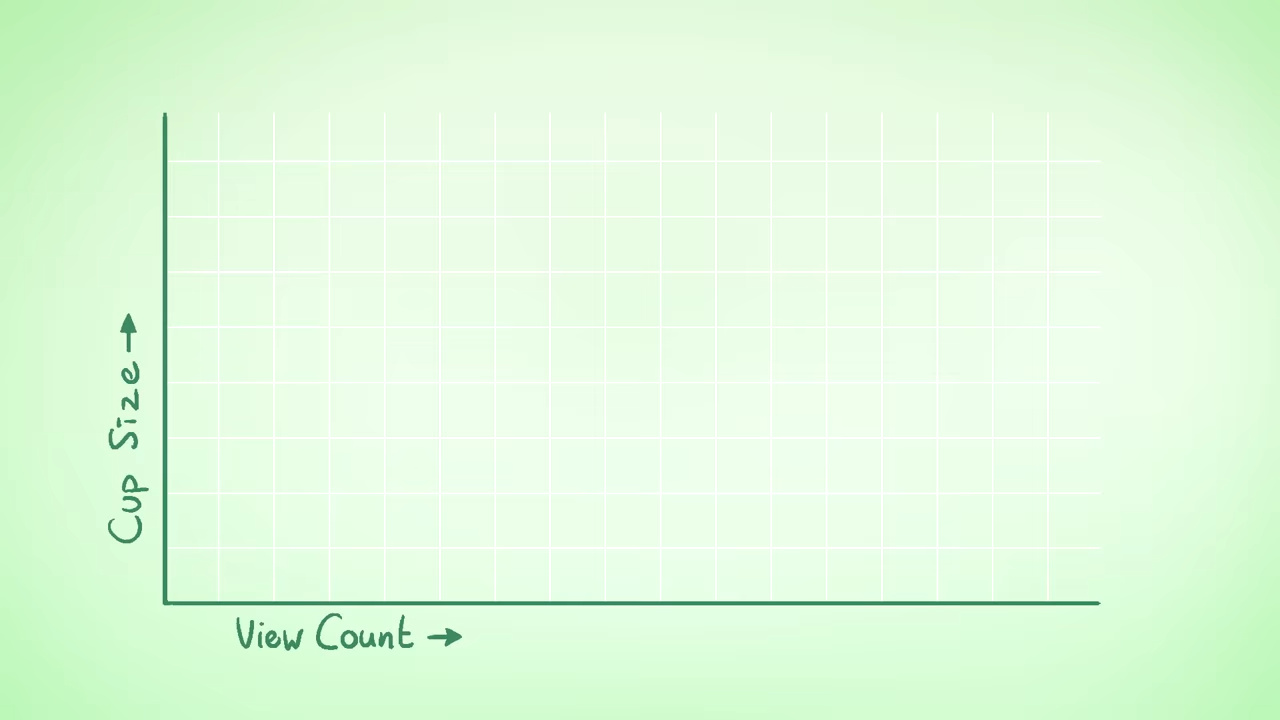 Cup Size →
View Count →